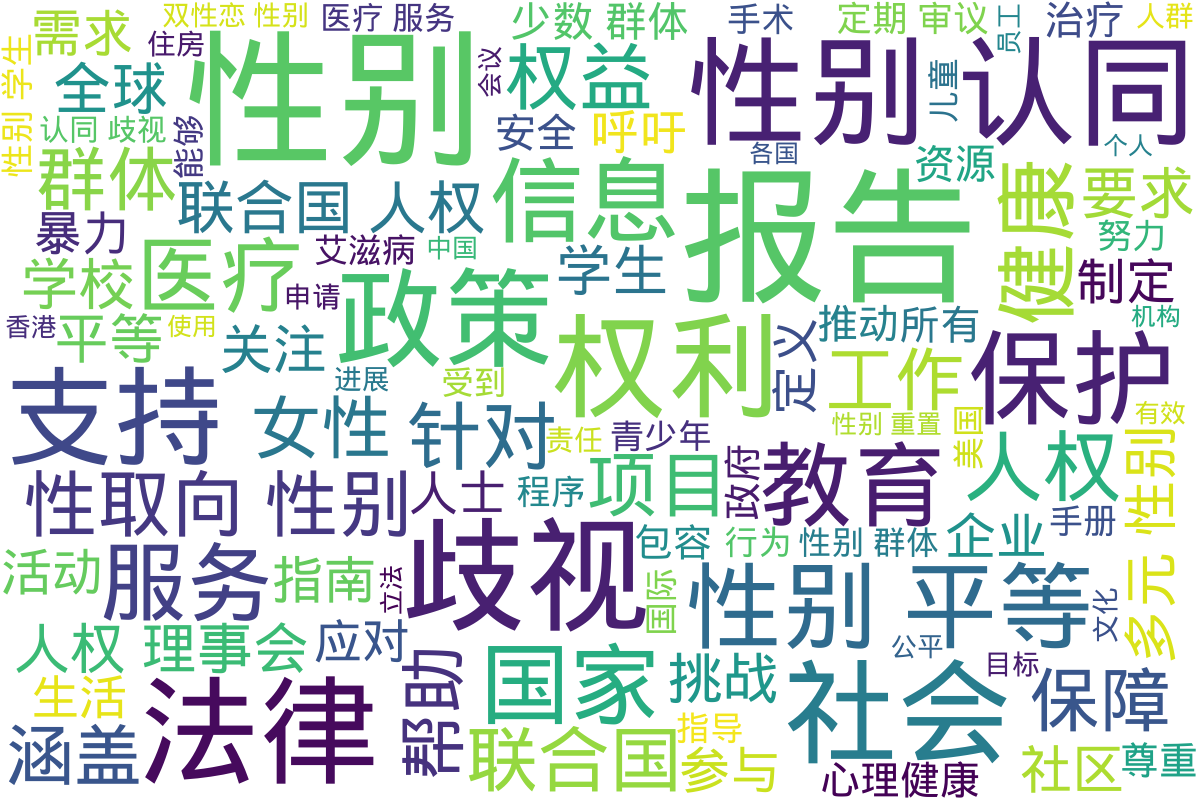 双性恋 性别
医疗 服务
少数 群体
手术
定期 审议
员工
治疗
人群
需求
住房
性别
会议
权益
性别 认同
性别 学生
全球
儿童
认同 歧视
能够
安全
呼吁
各国
资源
个人
群体
联合国 人权
信息
报告
健康
要求
暴力
医疗
艾滋病
中国
学生
努力
学校
申请
政策
制定
香港
平等
使用
关注
权利
定义
推动
所有
机构
支持
进展
受到
工作
保护
女性
针对
责任
青少年
性别 重置
美国
有效
性取向 性别
人士
程序
项目
政府
教育
人权
多元 性别
手册
活动
服务
指南
立法
歧视
包容
行为
性别 群体
企业
国际
性别 平等
文化
人权 理事会
应对
帮助
国家
挑战
社会
公平
目标
保障
生活
涵盖
法律
联合国
指导
参与
心理健康
社区
尊重